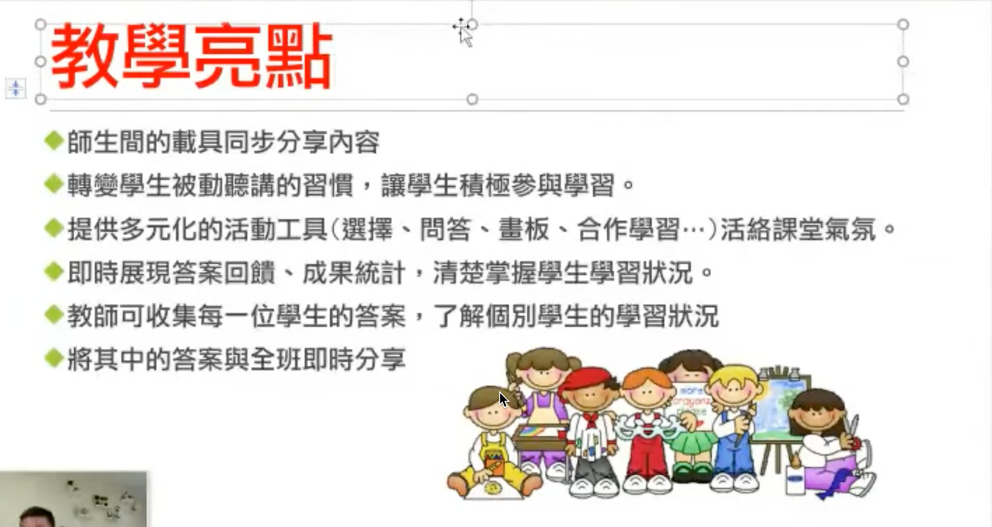 教學亮點
師生間的載具同步分享內容
轉變學生被動聽講的習慣，讓學生積極參與學習。
提供多元化的活動工具(選擇、問答、畫板、合作學習…)活絡課堂氣氛。
即時展現答案回饋、成果統計，清楚掌握學生學習狀況。
教師可收集每一位學生的答案，了解個別學生的學習狀況
將其中的答案與全班即時分享
more
crayons
please